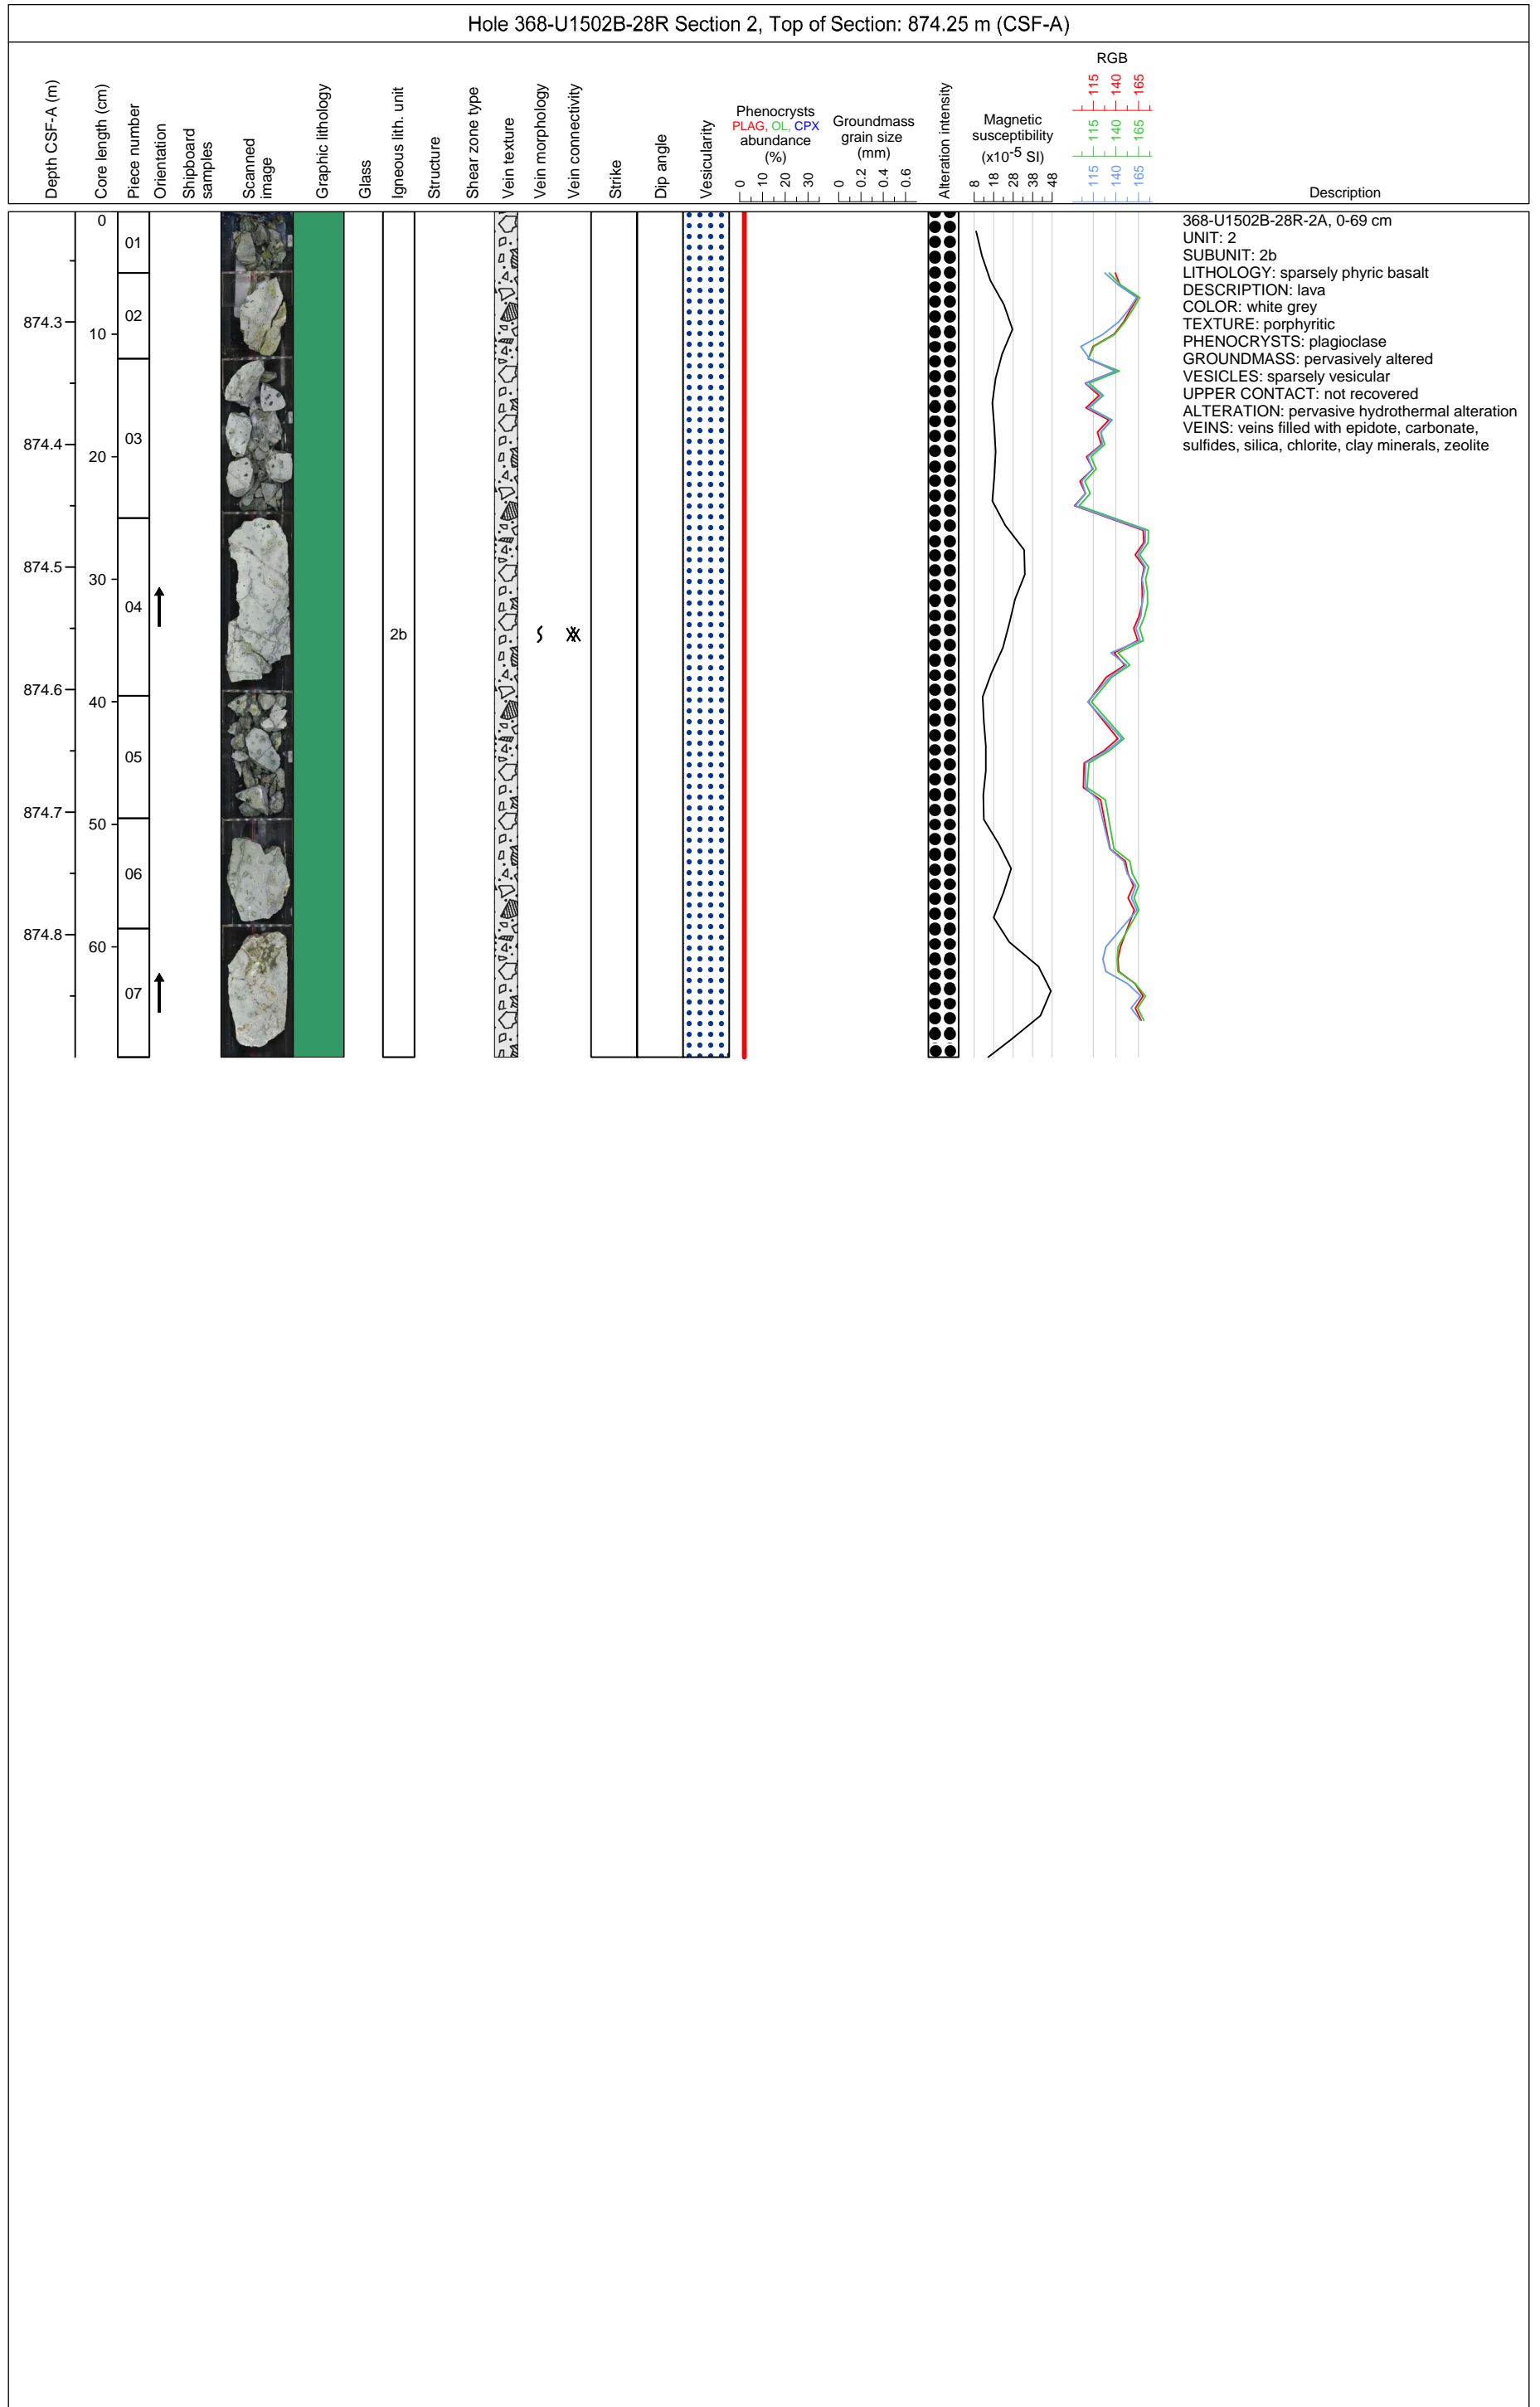 Hole 368-U1502B-28R Section 2, Top of Section: 874.25 m (CSF-A)
Depth CSF-A (m)
Core length (cm)
Piece number
Orientation
Shipboard
samples
Scanned
image
Graphic lithology
Glass
Igneous lith. unit
Structure
Shear zone type
Vein texture
Vein morphology
Vein connectivity
Strike
Dip angle
Vesicularity
Phenocrysts
PLAG, OL, CPX
abundance
(%)
0 10 20 30
Groundmass
grain size
(mm)
0 0.2 0.4 0.6
Alteration intensity
Magnetic
susceptibility
(x10-5 SI)
8 18 28 38 48
RGB
115 140 165
115 140 165
115 140 165
Description
874.3
874.4
874.5
874.6
874.7
874.8
0
10
20
30
40
50
60
01
02
03
04
05
06
07
2b
368-U1502B-28R-2A, 0-69 cm
UNIT: 2
SUBUNIT: 2b
LITHOLOGY: sparsely phyric basalt
DESCRIPTION: lava
COLOR: white grey
TEXTURE: porphyritic
PHENOCRYSTS: plagioclase
GROUNDMASS: pervasively altered
VESICLES: sparsely vesicular
UPPER CONTACT: not recovered
ALTERATION: pervasive hydrothermal alteration
VEINS: veins filled with epidote, carbonate,
sulfides, silica, chlorite, clay minerals, zeolite